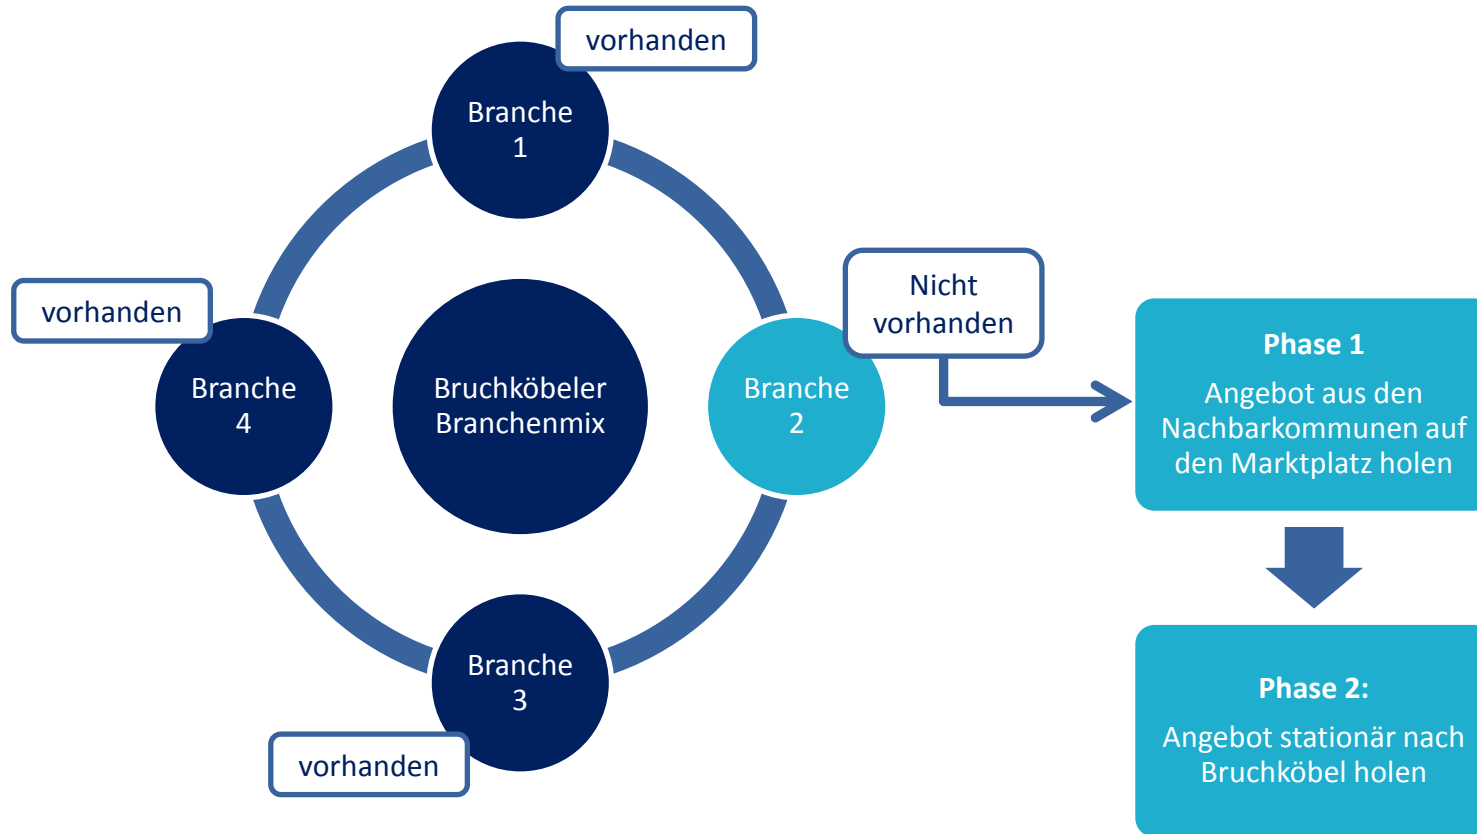 vorhanden
Branche
1
vorhanden
Branche
4
Bruchköbeler
Branchenmix
Nicht
vorhanden
Branche
2
Branche
3
vorhanden
Phase 1
Angebot aus den
Nachbarkommunen auf
den Marktplatz holen
Phase 2:
Angebot stationär nach
Bruchköbel holen